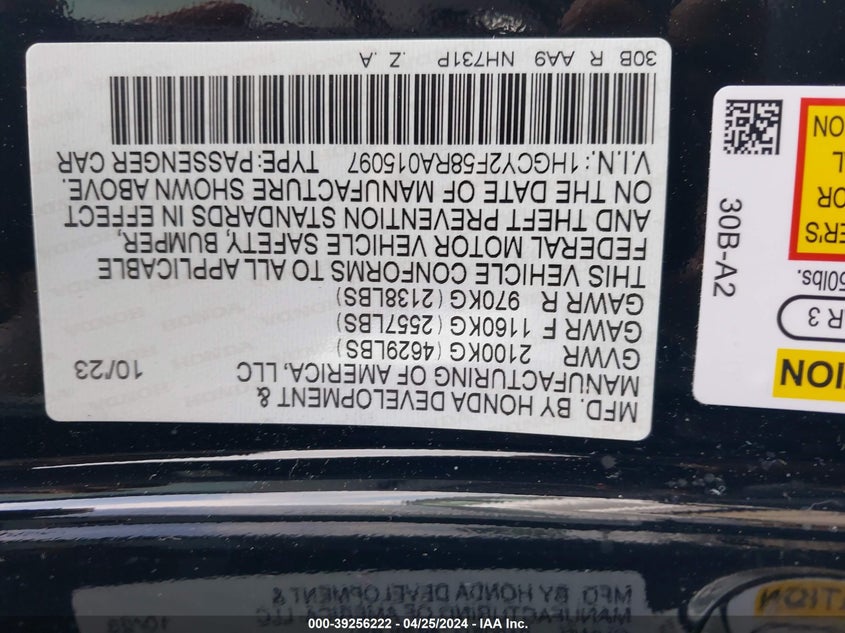 MFD. BY HONDA DEVELOPMENT &
MANUFACTURING OF AMERICA, LLC 10/23
GVWR 2100KG (4629LBS)
GAWR F 1160KG (2557LBS)
GAWR R 970KG (2138LBS)
THIS VEHICLE CONFORMS TO ALL APPLICABLE
FEDERAL MOTOR VEHICLE SAFETY, BUMPER,
AND THEFT PREVENTION STANDARDS IN EFFECT
ON THE DATE OF MANUFACTURE SHOWN ABOVE.
V.I.N.: 1HGCY2F58RA015097 TYPE: PASSENGER CAR
30B R AA9 NH731P .Z .A
30B-A2
R 3
50lbs.
000-39256222 - 04/25/2024 - IAA Inc.